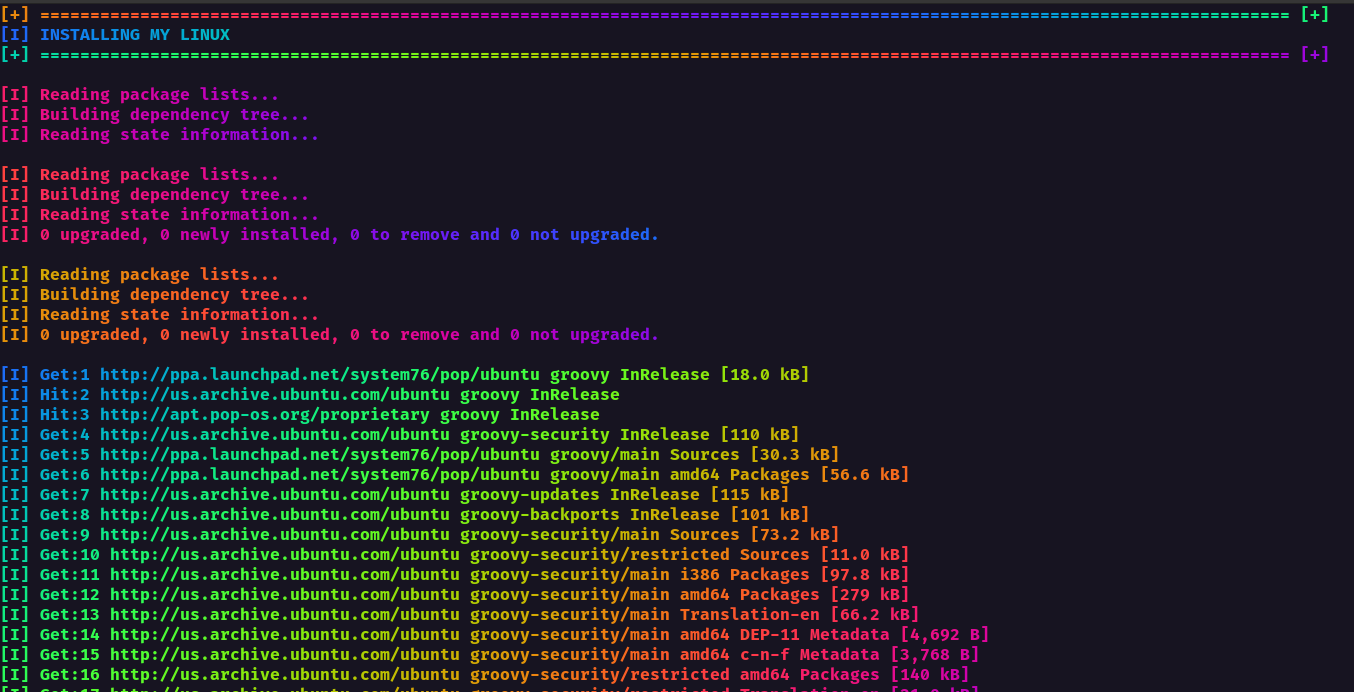 [+] ============================================================================================================================= [+]
[I] INSTALLING MY LINUX
[+] ============================================================================================================================= [+]
[I] Reading package lists...
[I] Building dependency tree...
[I] Reading state information...
[I] Reading package lists...
[I] Building dependency tree...
[I] Reading state information...
[I] 0 upgraded, 0 newly installed, 0 to remove and 0 not upgraded.
[I] Reading package lists...
[I] Building dependency tree...
[I] Reading state information...
[I] 0 upgraded, 0 newly installed, 0 to remove and 0 not upgraded.
[I] Get:1 http://ppa.launchpad.net/system76/pop/ubuntu groovy InRelease [18.0 kB]
[I] Hit:2 http://us.archive.ubuntu.com/ubuntu groovy InRelease
[I] Hit:3 http://apt.pop-os.org/proprietary groovy InRelease
[I] Get:4 http://us.archive.ubuntu.com/ubuntu groovy-security InRelease [110 kB]
[I] Get:5 http://ppa.launchpad.net/system76/pop/ubuntu groovy/main Sources [30.3 kB]
[I] Get:6 http://ppa.launchpad.net/system76/pop/ubuntu groovy/main amd64 Packages [56.6 kB]
[I] Get:7 http://us.archive.ubuntu.com/ubuntu groovy-updates InRelease [115 kB]
[I] Get:8 http://us.archive.ubuntu.com/ubuntu groovy-backports InRelease [101 kB]
[I] Get:9 http://us.archive.ubuntu.com/ubuntu groovy-security/main Sources [73.2 kB]
[I] Get:10 http://us.archive.ubuntu.com/ubuntu groovy-security/restricted Sources [11.0 kB]
[I] Get:11 http://us.archive.ubuntu.com/ubuntu groovy-security/main i386 Packages [97.8 kB]
[I] Get:12 http://us.archive.ubuntu.com/ubuntu groovy-security/main amd64 Packages [279 kB]
[I] Get:13 http://us.archive.ubuntu.com/ubuntu groovy-security/main Translation-en [66.2 kB]
[I] Get:14 http://us.archive.ubuntu.com/ubuntu groovy-security/main amd64 DEP-11 Metadata [4,692 B]
[I] Get:15 http://us.archive.ubuntu.com/ubuntu groovy-security/main amd64 c-n-f Metadata [3,768 B]
[I] Get:16 http://us.archive.ubuntu.com/ubuntu groovy-security/restricted amd64 Packages [140 kB]